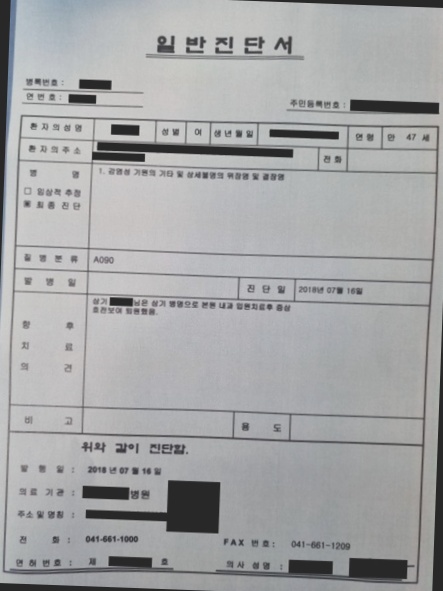 일반진단서
병록번호 :
연번호 :
주민등록번호 :
환자의성명 성별 여 생년월일 연령 만 47 세
환자의주소 전화
병 명 1. 감염성 기원의 기타 및 상세불명의 위장염 및 결장염
□ 임상적 추정
▣ 최종 진단
질병분류 A090
발병일 진단일 2018년 07월 16일
향후 치료 의견 상기 님은 상기 병명으로 본원 내과 입원치료후 증상
호전보여 퇴원했음.
비 고 용 도
위와 같이 진단함.
발행일 : 2018 년 07 월 16 일
의료기관 : 병원
주소및명칭 :
전 화 : 041-661-1000 FAX 번호 : 041-661-1209
면허번호 : 제 호 의사 성명 :